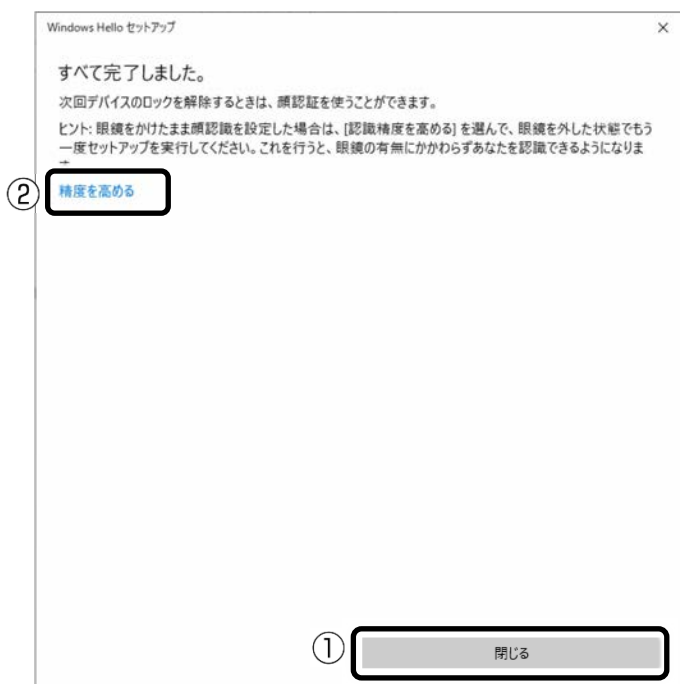 Windows Hello セットアップ
すべて完了しました。
次回デバイスのロックを解除するときは、顔認証を使うことができます。
ヒント: 眼鏡をかけたまま顔認識を設定した場合は、[認識精度を高める] を選んで、眼鏡を外した状態でもう
一度セットアップを実行してください。これを行うと、眼鏡の有無にかかわらずあなたを認識できるようになりま
② 精度を高める
① 閉じる